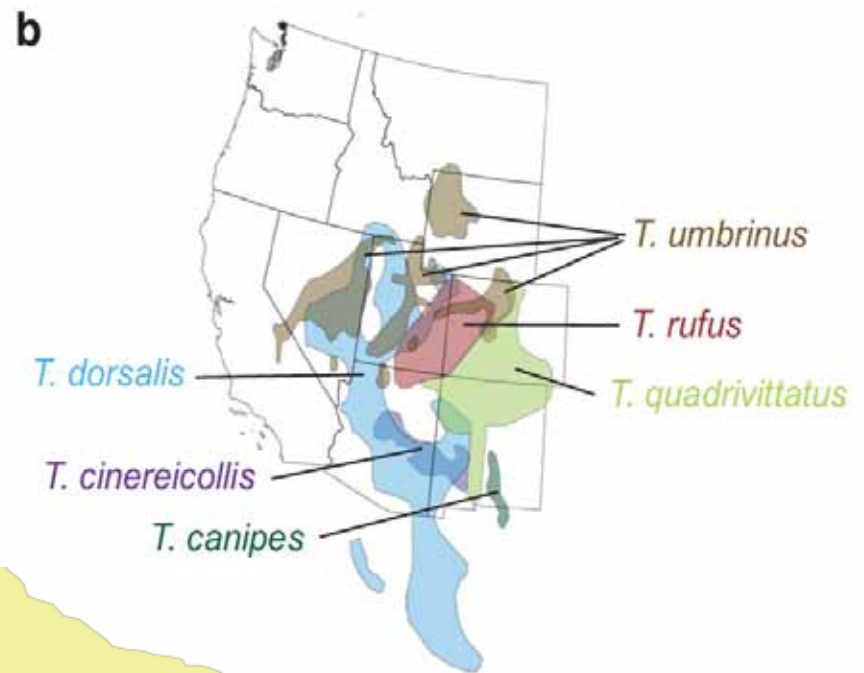 b
T. umbrinus
T. rufus
T. dorsalis
T. quadrivittatus
T. cinereicollis
T. canipes